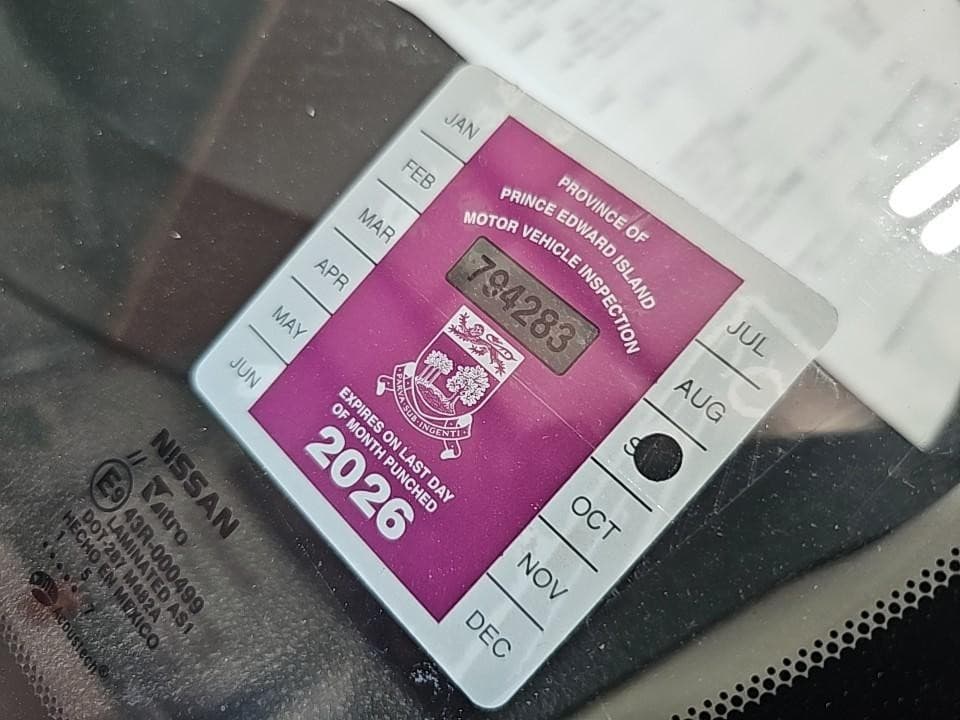 JAN
FEB
MAR
APR
MAY
JUN
PROVINCE OF
PRINCE EDWARD ISLAND
MOTOR VEHICLE INSPECTION
794283
PARVA SUB INGENTI
EXPIRES ON LAST DAY
OF MONTH PUNCHED
2026
JUL
AUG
S
OCT
NOV
DEC
NISSAN
Vitro
E9 43R-000499
LAMINATED AS1
DOT 287 M482A
HECHO EN MEXICO